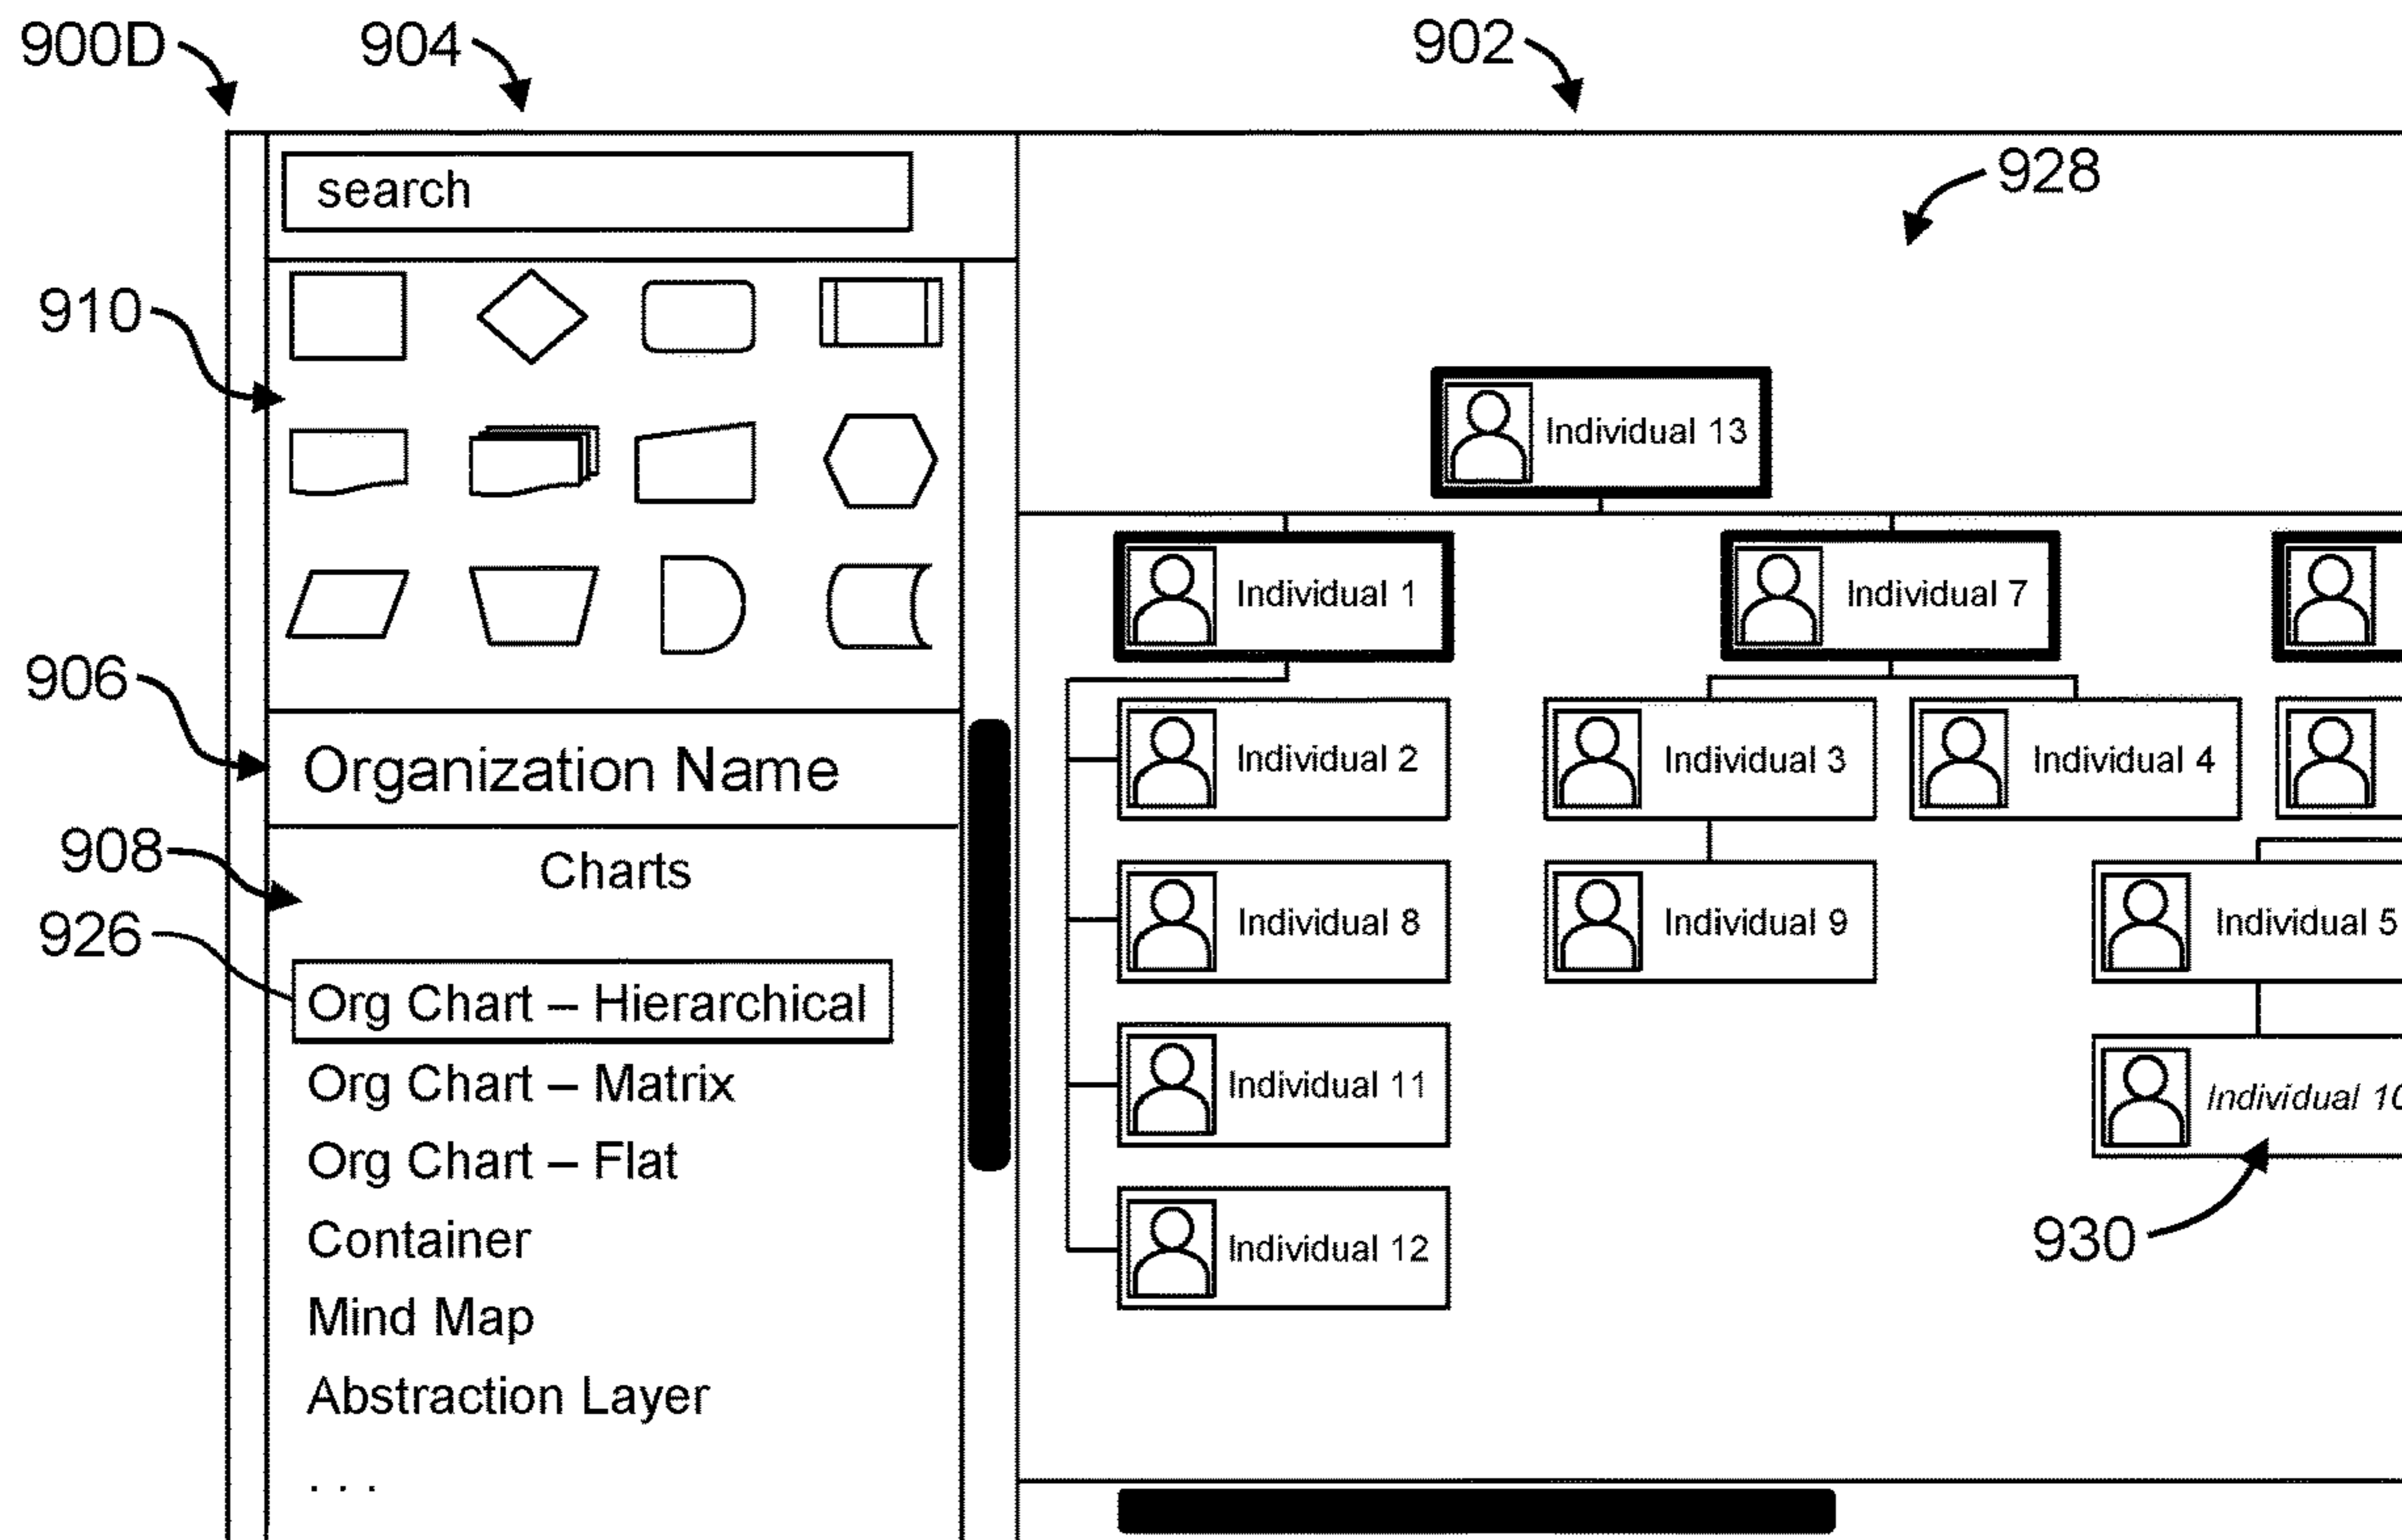 900D
904
902
search
928
910
Individual 13
Individual 1
Individual 7
906
Individual 2
Individual 3
Individual 4
Organization Name
908
Charts
926
Individual 8
Individual 9
Individual 5
Org Chart – Hierarchical
Org Chart – Matrix
Individual 11
Individual 10
Org Chart – Flat
Container
Individual 12
930
Mind Map
Abstraction Layer
. . .